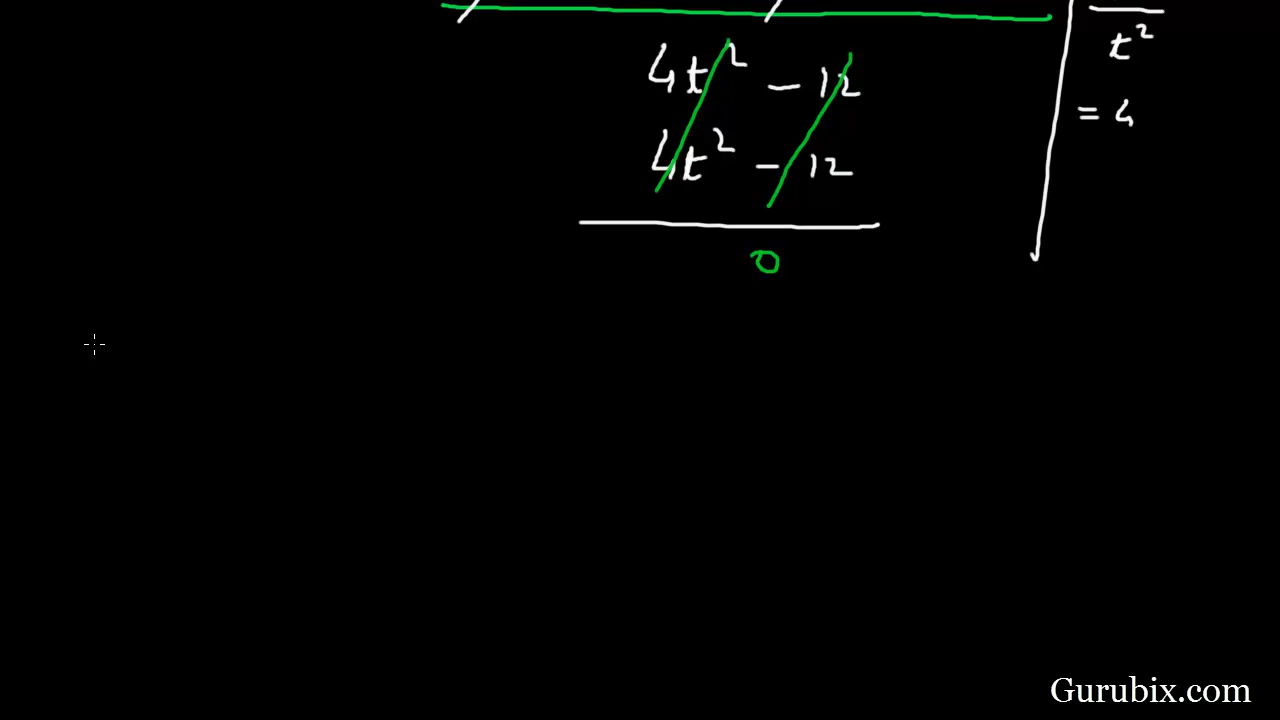 4t² - 12
4t² - 12
0
t²
= 4
Gurubix.com